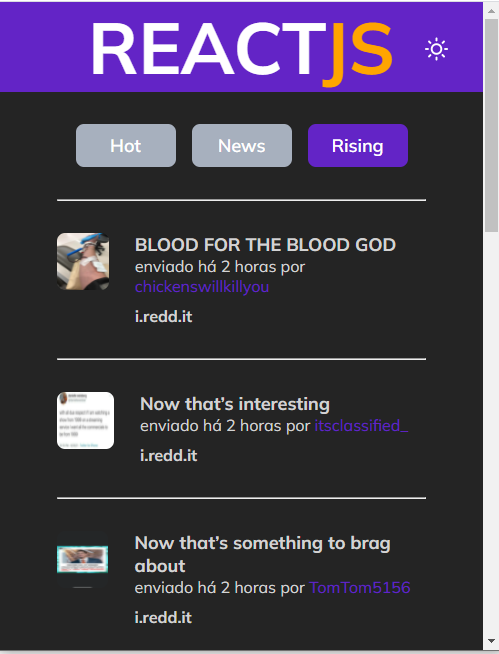 REACTJS
Hot
News
Rising
BLOOD FOR THE BLOOD GOD
enviado há 2 horas por
chickenswillkillyou
i.redd.it
Now that’s interesting
enviado há 2 horas por itsclassified_
i.redd.it
Now that’s something to brag
about
enviado há 2 horas por TomTom5156
i.redd.it